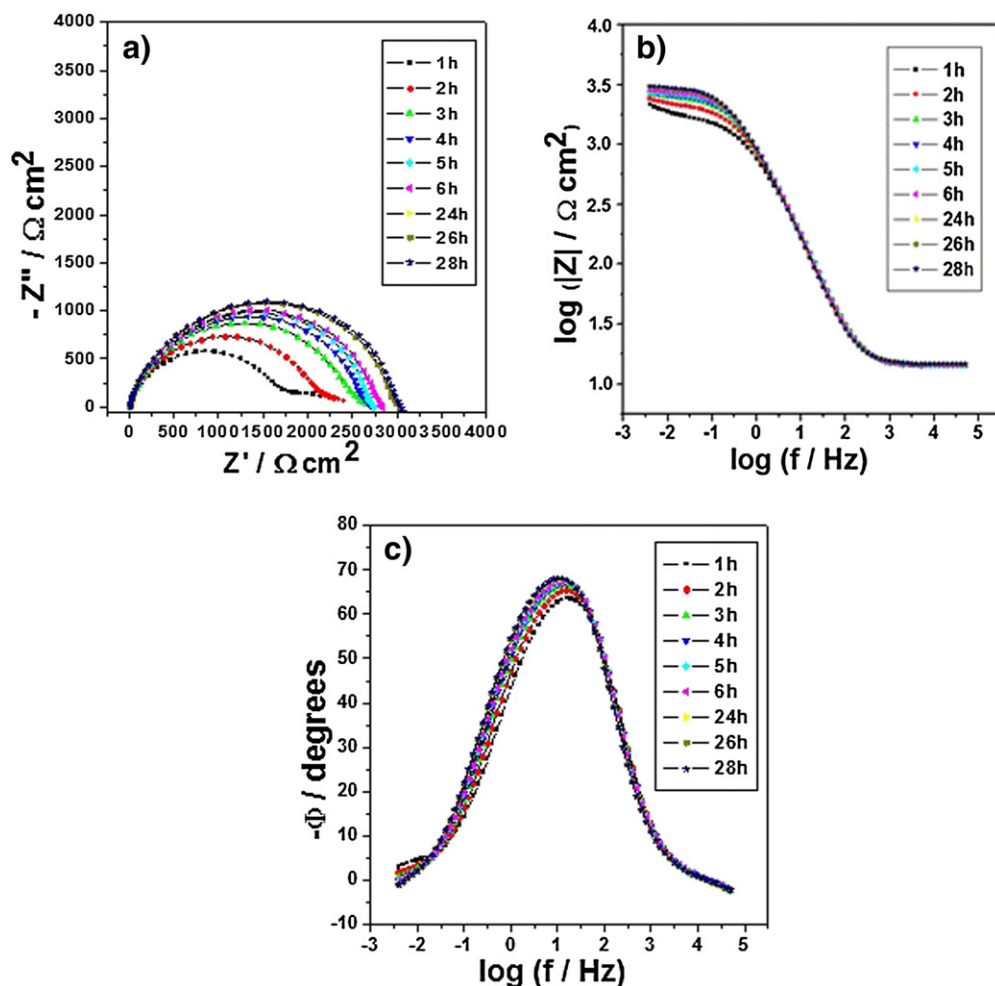 a)
4000
3500
3000
2500
2000
1500
1000
500
0
- Z'' / Ω cm²
0 500 1000 1500 2000 2500 3000 3500 4000
Z' / Ω cm²
1h
2h
3h
4h
5h
6h
24h
26h
28h
b)
4.0
3.5
3.0
2.5
2.0
1.5
1.0
log (|Z| / Ω cm²)
-3 -2 -1 0 1 2 3 4 5
log (f / Hz)
1h
2h
3h
4h
5h
6h
24h
26h
28h
c)
80
70
60
50
40
30
20
10
0
-10
-Φ / degrees
-3 -2 -1 0 1 2 3 4 5
log (f / Hz)
1h
2h
3h
4h
5h
6h
24h
26h
28h